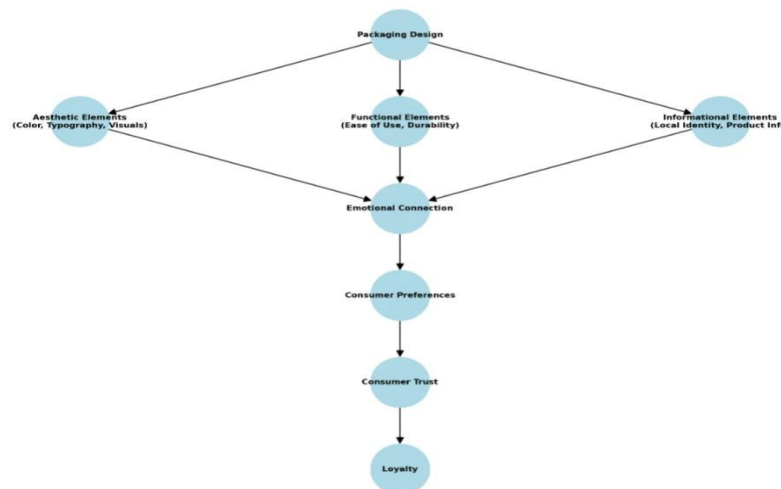 Packaging Design
Aesthetic Elements
(Color, Typography, Visuals)
Functional Elements
(Ease of Use, Durability)
Informational Elements
(Local Identity, Product Inf
Emotional Connection
Consumer Preferences
Consumer Trust
Loyalty